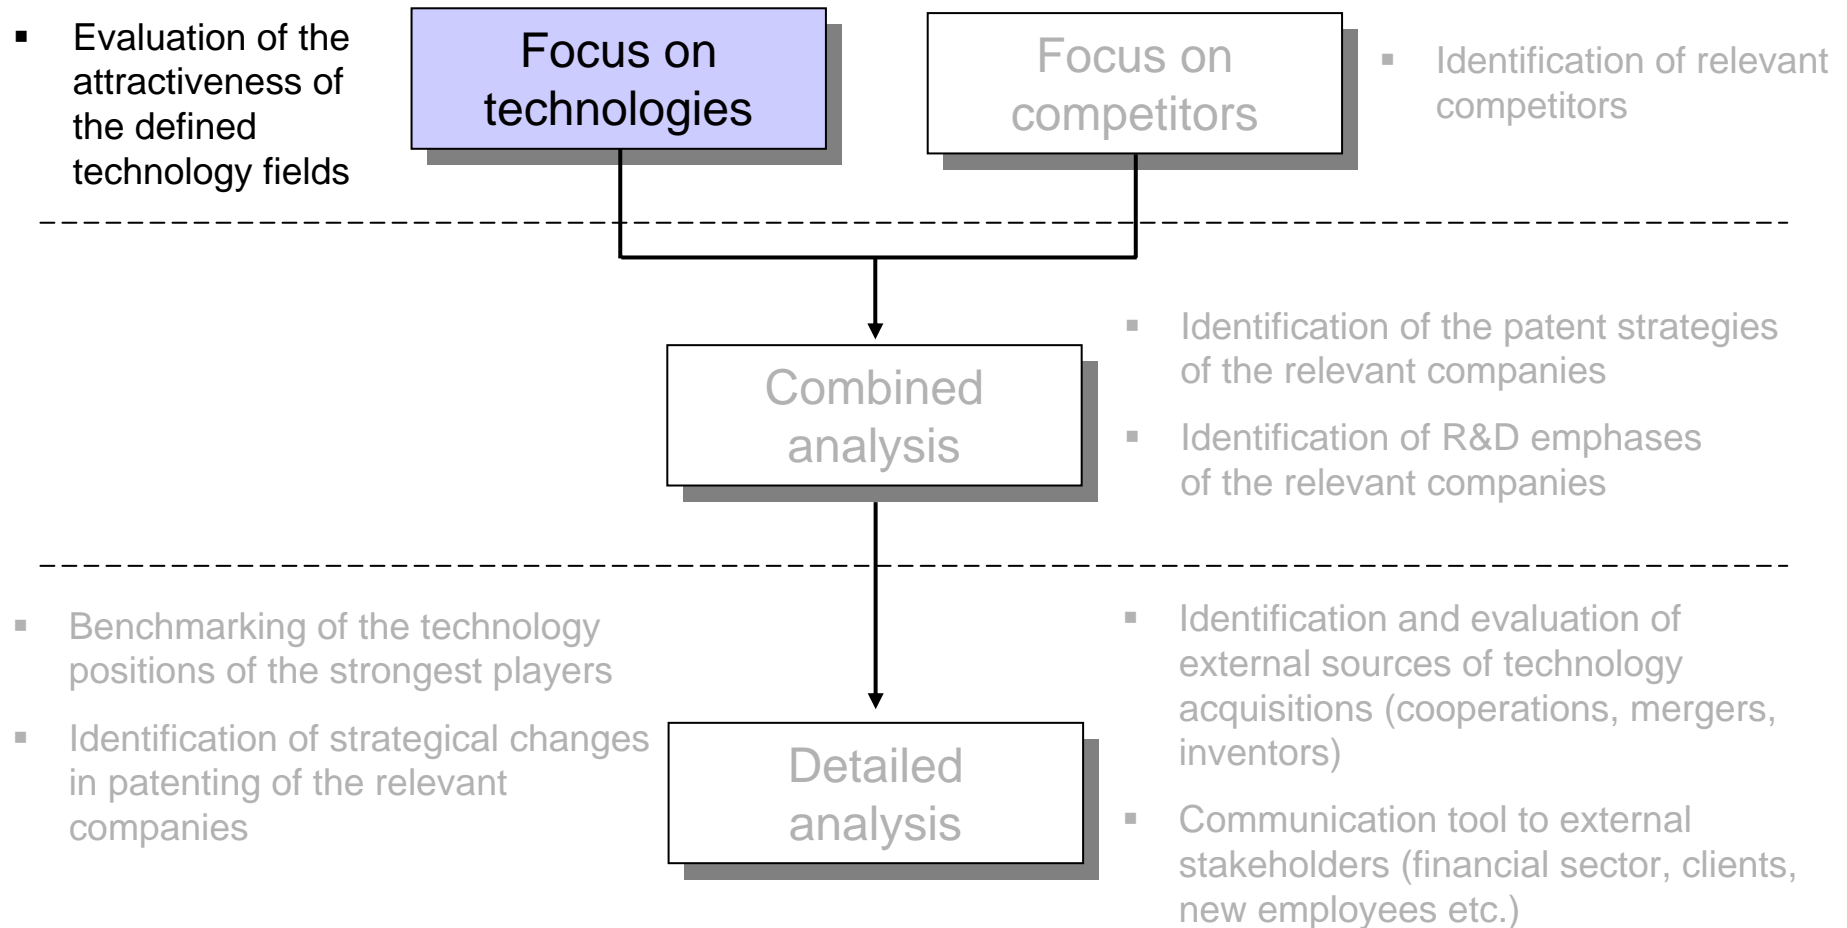 ▪ Evaluation of the
attractiveness of
the defined
technology fields
Focus on
technologies
Focus on
competitors
▪ Identification of relevant
competitors
Combined
analysis
▪ Identification of the patent strategies
of the relevant companies
▪ Identification of R&D emphases
of the relevant companies
▪ Benchmarking of the technology
positions of the strongest players
▪ Identification of strategical changes
in patenting of the relevant
companies
Detailed
analysis
▪ Identification and evaluation of
external sources of technology
acquisitions (cooperations, mergers,
inventors)
▪ Communication tool to external
stakeholders (financial sector, clients,
new employees etc.)